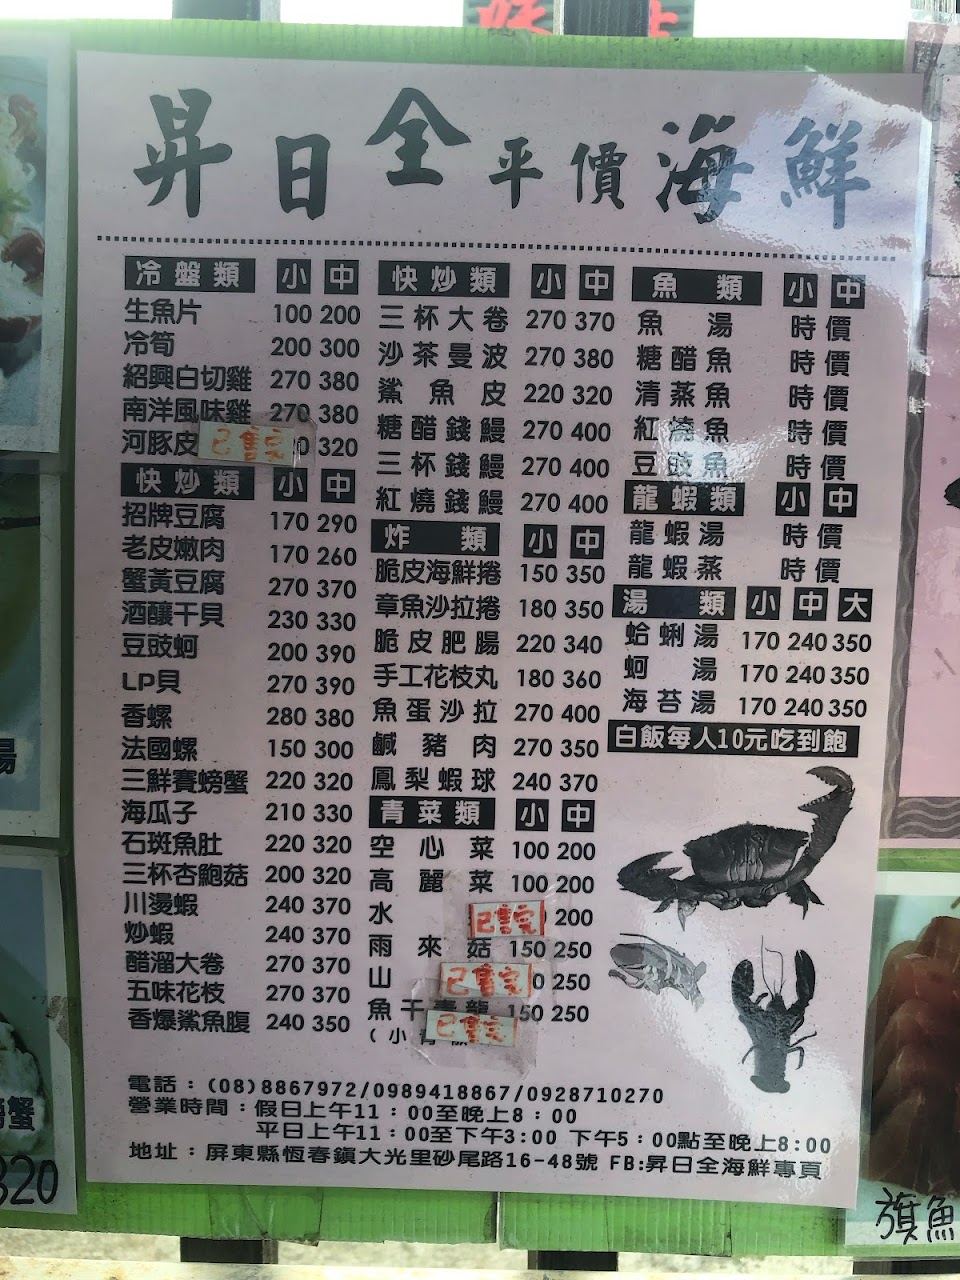 昇日全平價海鮮
冷盤類 小 中
生魚片 100 200
冷筍 200 300
紹興白切雞 270 380
南洋風味雞 270 380
河豚皮 已售完 320
快炒類 小 中
招牌豆腐 170 290
老皮嫩肉 170 260
蟹黃豆腐 270 370
酒釀干貝 230 330
豆豉蚵 200 390
LP貝 270 390
香螺 280 380
法國螺 150 300
三鮮賽螃蟹 220 320
海瓜子 210 330
石斑魚肚 220 320
三杯杏鮑菇 200 320
川燙蝦 240 370
炒蝦 240 370
醋溜大卷 270 370
五味花枝 270 370
香爆鯊魚腹 240 350
快炒類 小 中
三杯大卷 270 370
沙茶曼波 270 380
鯊魚皮 220 320
糖醋錢鰻 270 400
三杯錢鰻 270 400
紅燒錢鰻 270 400
炸類 小 中
脆皮海鮮捲 150 350
章魚沙拉捲 180 350
脆皮肥腸 220 340
手工花枝丸 180 360
魚蛋沙拉 270 400
鹹豬肉 270 350
鳳梨蝦球 240 370
青菜類 小 中
空心菜 100 200
高麗菜 100 200
水 已售完 200
雨來菇 150 250
山 已售完 250
魚干青龍 150 250
(小 已售完
魚類 小 中
魚湯 時價
糖醋魚 時價
清蒸魚 時價
紅燒魚 時價
豆豉魚 時價
龍蝦類 小 中
龍蝦湯 時價
龍蝦蒸 時價
湯類 小 中 大
蛤蜊湯 170 240 350
蚵湯 170 240 350
海苔湯 170 240 350
白飯每人10元吃到飽
電話：(08)8867972/0989418867/0928710270
營業時間：假日上午11：00至晚上8：00
平日上午11：00至下午3:00 下午5：00點至晚上8:00
地址：屏東縣恆春鎮大光里砂尾路16-48號 FB:昇日全海鮮專頁
湯
蟹
320
旗魚